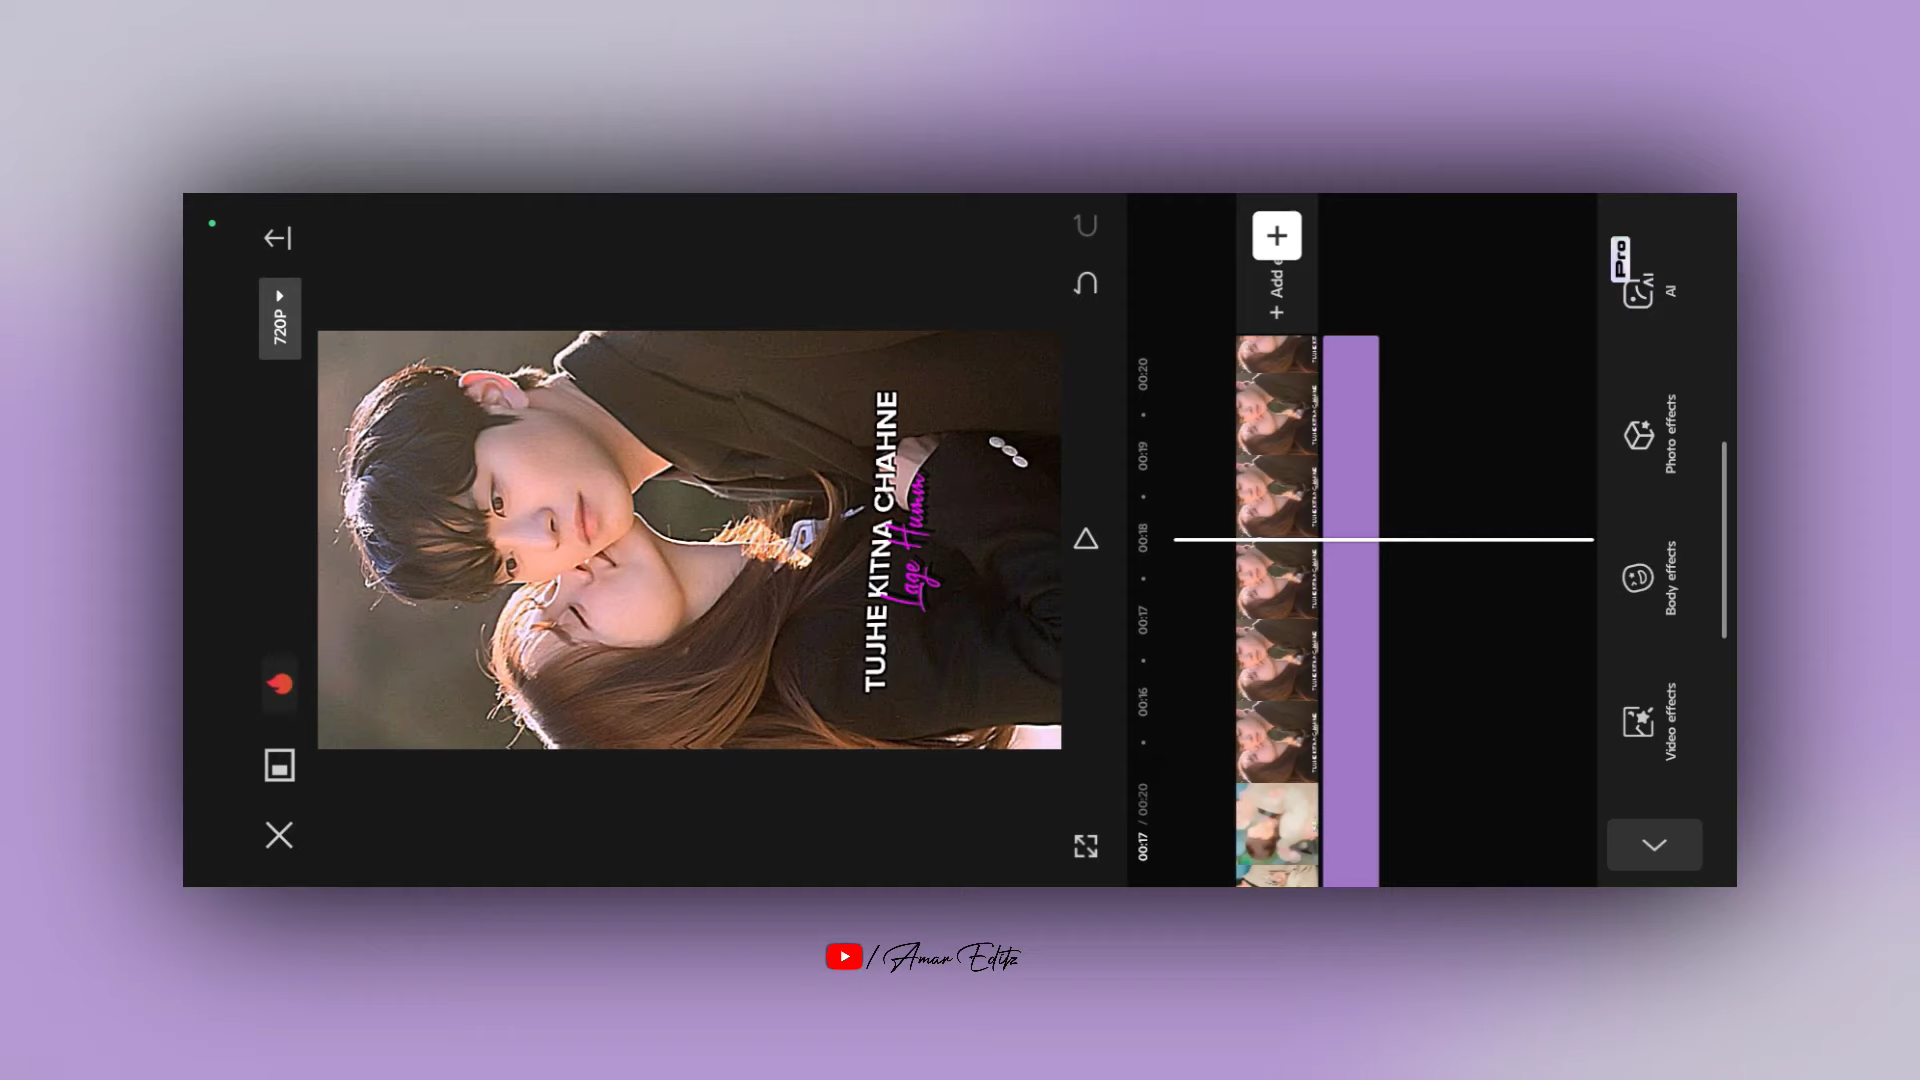 720P
TUJHE KITNA CHAHNE
Lage Humm
00:17 / 00:20
00:16
00:17
00:18
00:19
00:20
+ Add
Video effects
Body effects
Photo effects
AI
AI
Pro
/ Amar Editz